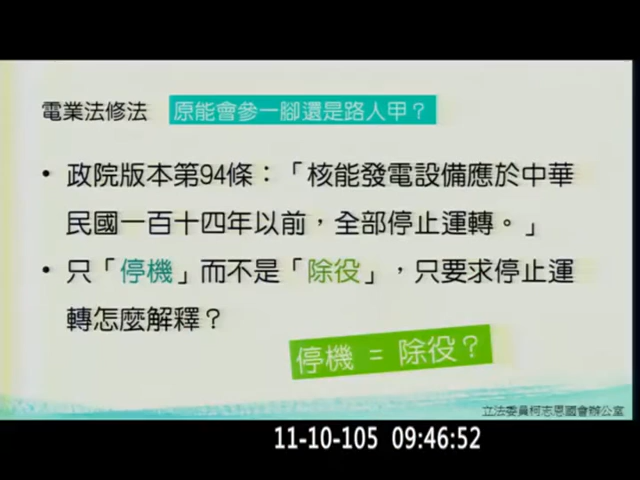 電業法修法 原能會參一腳還是路人甲？
• 政院版本第94條：「核能發電設備應於中華
民國一百十四年以前，全部停止運轉。」
• 只「停機」而不是「除役」，只要求停止運
轉怎麼解釋？
停機 = 除役？
立法委員柯志恩國會辦公室
11-10-105 09:46:52